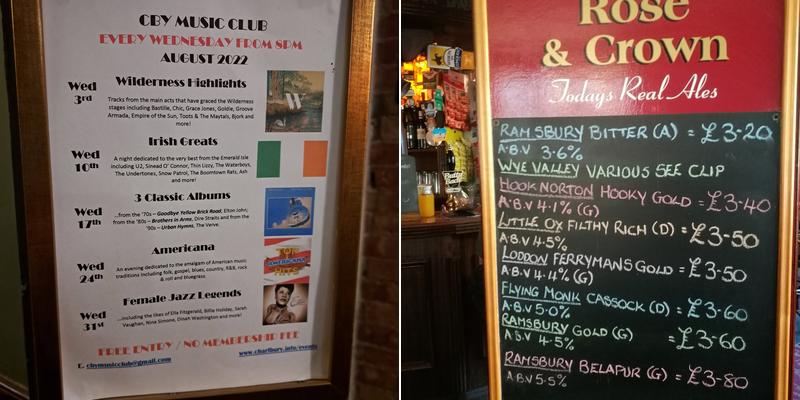 CBY MUSIC CLUB
EVERY WEDNESDAY FROM 8PM
AUGUST 2022
Wed
3rd
Wilderness Highlights
Tracks from the main acts that have graced the Wilderness
stages including Bastille, Chic, Grace Jones, Goldie, Groove
Armada, Empire of the Sun, Toots & The Maytals, Bjork and
more!
Wed
10th
Irish Greats
A night dedicated to the very best from the Emerald Isle
including U2, Sinead O' Connor, Thin Lizzy, The Waterboys,
The Undertones, Snow Patrol, The Boomtown Rats, Ash
and more!
Wed
17th
3 Classic Albums
...from the '70s – Goodbye Yellow Brick Road, Elton John;
from the '80s – Brothers in Arms, Dire Straits and from the
'90s – Urban Hymns, The Verve.
Wed
24th
Americana
An evening dedicated to the amalgam of American music
traditions including folk, gospel, blues, country, R&B, rock
& roll and bluegrass.
AMERICANA
Wed
31st
Female Jazz Legends
...including the likes of Ella Fitzgerald, Billie Holiday, Sarah
Vaughan, Nina Simone, Dinah Washington and more!
FREE ENTRY / NO MEMBERSHIP FEE
E. cbymusicclub@gmail.com
www.charlbury.info/events
Rose
& Crown
Todays Real Ales
RAMSBURY BITTER (A) = £3-20
A.B.V 3.6%
WYE VALLEY VARIOUS SEE CLIP
HOOK NORTON HOOKY GOLD = £3-40
A.B.V 4.1% (G)
LITTLE OX FILTHY RICH (D) = £3-50
A.B.V 4.5%
LODDON FERRYMANS GOLD = £3-50
A.B.V 4.4% (G)
FLYING MONK CASSOCK (D) = £3-60
A.B.V 5.0%
RAMSBURY GOLD (G) = £3-60
A.B.V 4.5%
RAMSBURY BELAPUR (G) = £3-80
A.B.V 5.5%